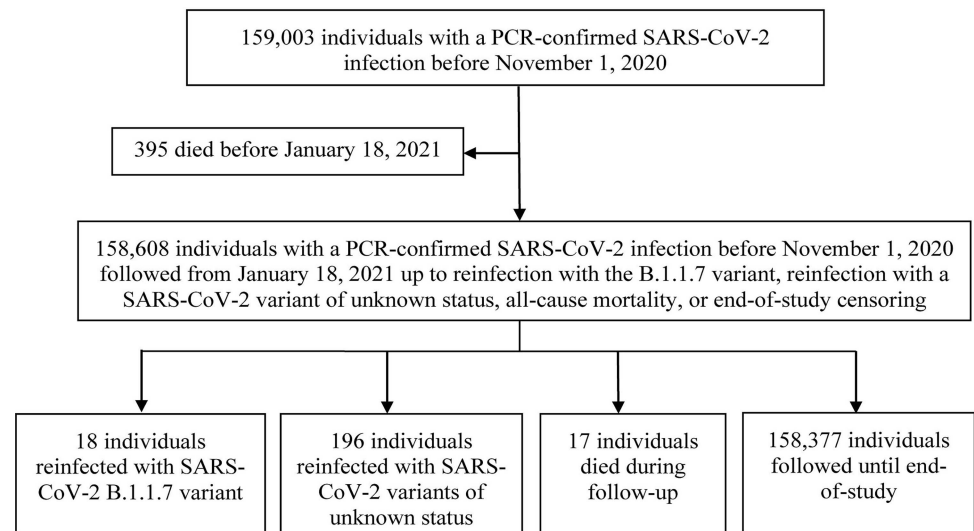 159,003 individuals with a PCR-confirmed SARS-CoV-2
infection before November 1, 2020
395 died before January 18, 2021
158,608 individuals with a PCR-confirmed SARS-CoV-2 infection before November 1, 2020
followed from January 18, 2021 up to reinfection with the B.1.1.7 variant, reinfection with a
SARS-CoV-2 variant of unknown status, all-cause mortality, or end-of-study censoring
18 individuals
reinfected with SARS-
CoV-2 B.1.1.7 variant
196 individuals
reinfected with SARS-
CoV-2 variants of
unknown status
17 individuals
died during
follow-up
158,377 individuals
followed until end-
of-study